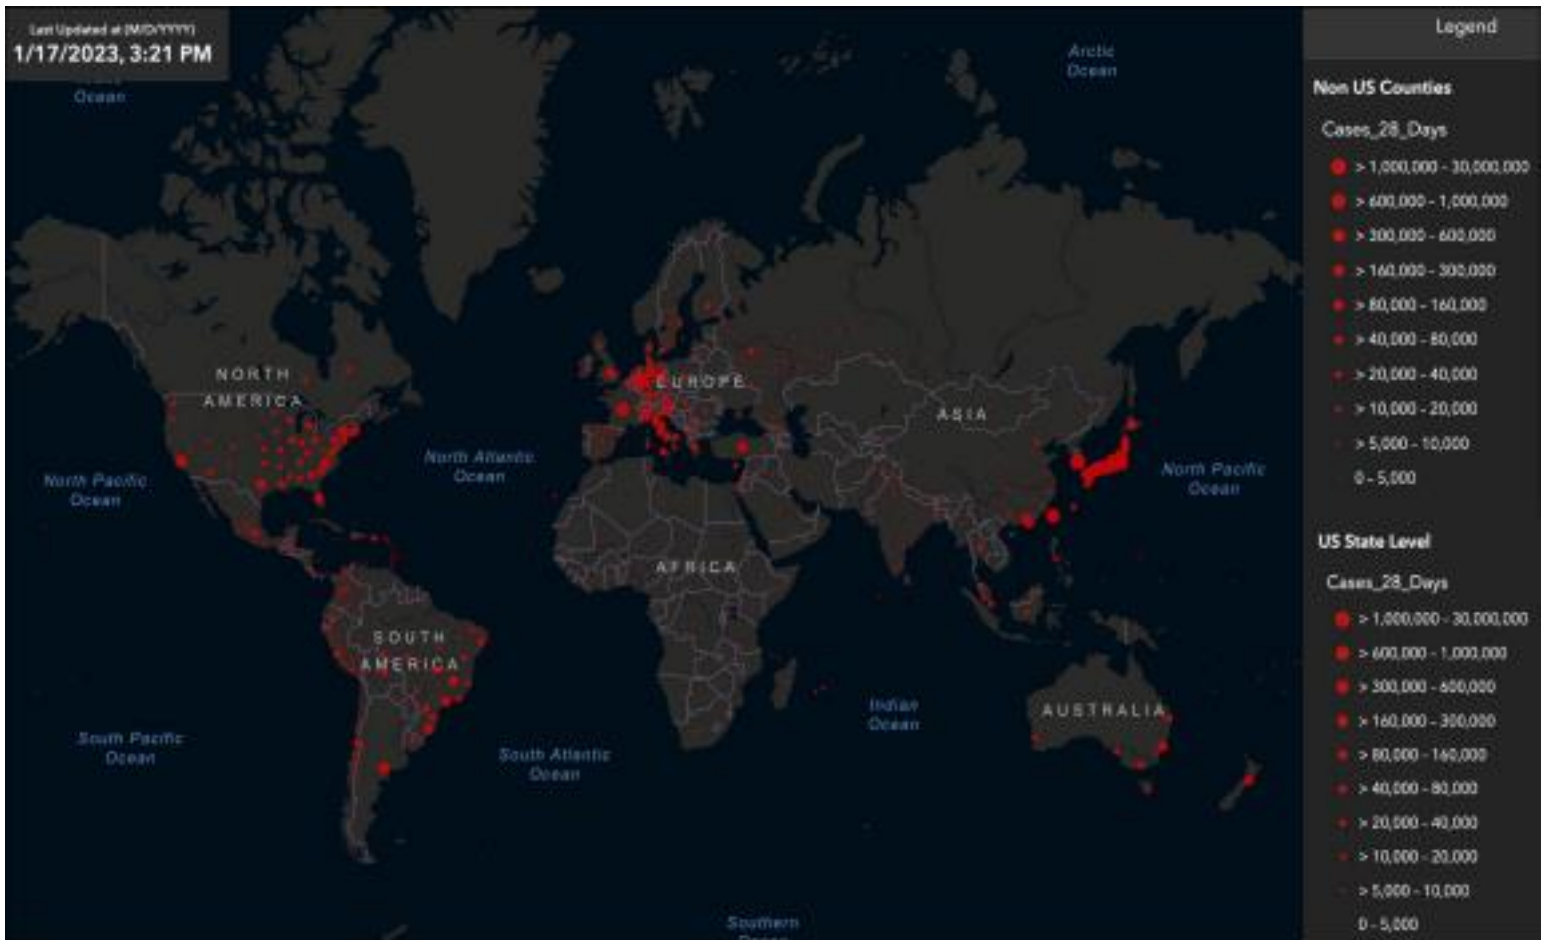 Last Updated at (M/D/YYYY)
1/17/2023, 3:21 PM
Ocean
Arctic
Ocean
NORTH
AMERICA
EUROPE
ASIA
North Pacific
Ocean
North Atlantic
Ocean
North Pacific
Ocean
AFRICA
SOUTH
AMERICA
Indian
Ocean
AUSTRALIA
South Pacific
Ocean
South Atlantic
Ocean
Southern
Legend
Non US Counties
Cases_28_Days
> 1,000,000 - 30,000,000
> 600,000 - 1,000,000
> 300,000 - 600,000
> 160,000 - 300,000
> 80,000 - 160,000
> 40,000 - 80,000
> 20,000 - 40,000
> 10,000 - 20,000
> 5,000 - 10,000
0 - 5,000
US State Level
Cases_28_Days
> 1,000,000 - 30,000,000
> 600,000 - 1,000,000
> 300,000 - 600,000
> 160,000 - 300,000
> 80,000 - 160,000
> 40,000 - 80,000
> 20,000 - 40,000
> 10,000 - 20,000
> 5,000 - 10,000
0 - 5,000